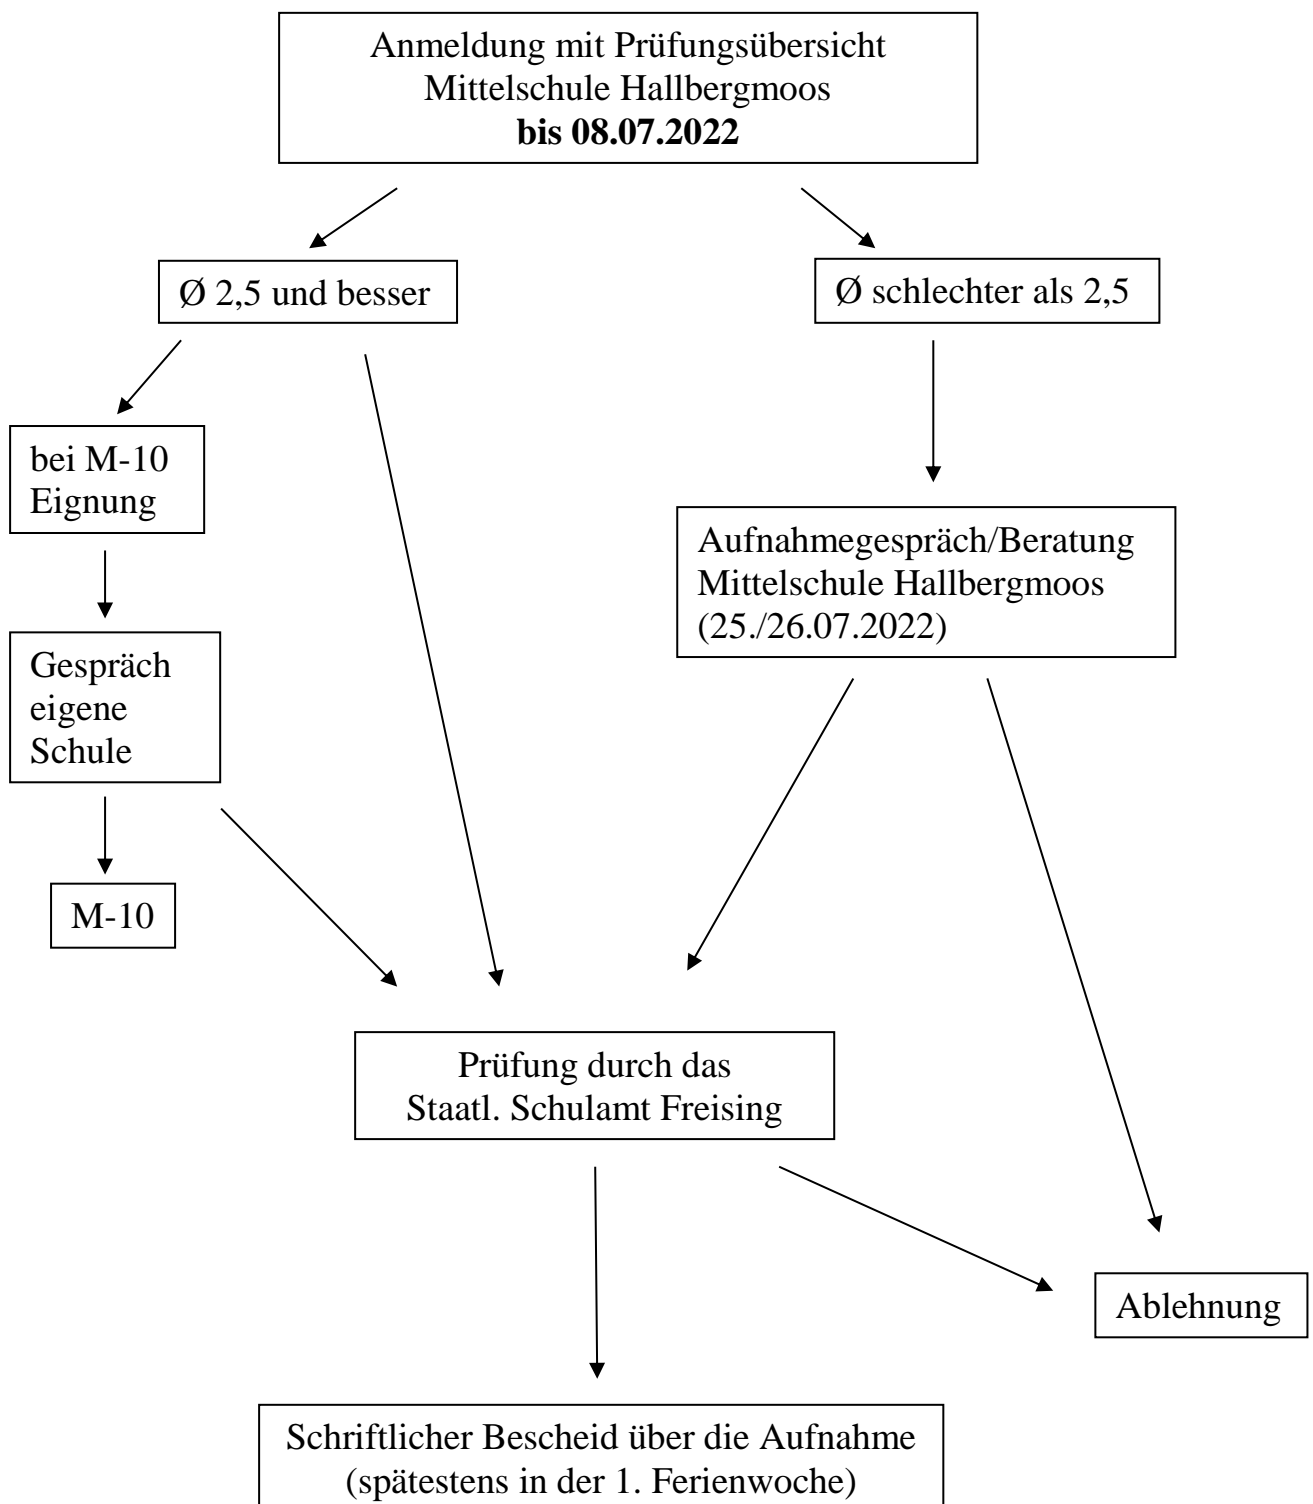 Anmeldung mit Prüfungsübersicht
Mittelschule Hallbergmoos
bis 08.07.2022
Ø 2,5 und besser
Ø schlechter als 2,5
bei M-10
Eignung
Aufnahmegespräch/Beratung
Mittelschule Hallbergmoos
(25./26.07.2022)
Gespräch
eigene
Schule
M-10
Prüfung durch das
Staatl. Schulamt Freising
Ablehnung
Schriftlicher Bescheid über die Aufnahme
(spätestens in der 1. Ferienwoche)